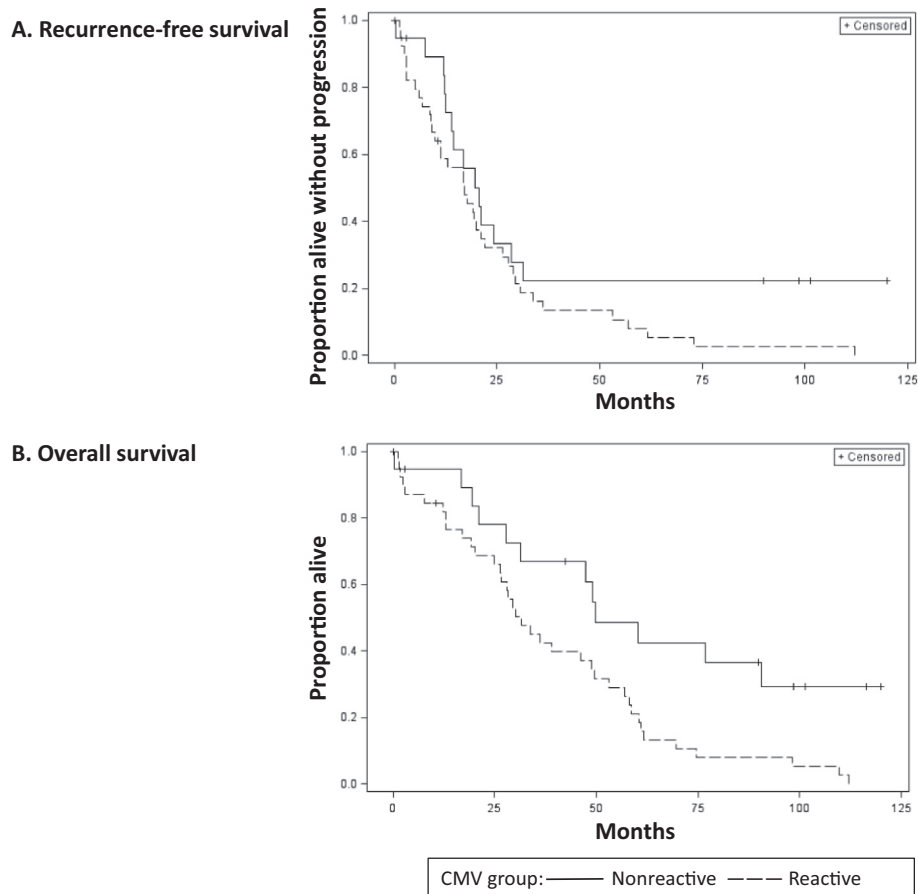 A. Recurrence-free survival
Proportion alive without progression
1.0
0.8
0.6
0.4
0.2
0.0
+ Censored
0
25
50
75
100
125
Months
B. Overall survival
Proportion alive
1.0
0.8
0.6
0.4
0.2
0.0
+ Censored
0
25
50
75
100
125
Months
CMV group: Nonreactive Reactive